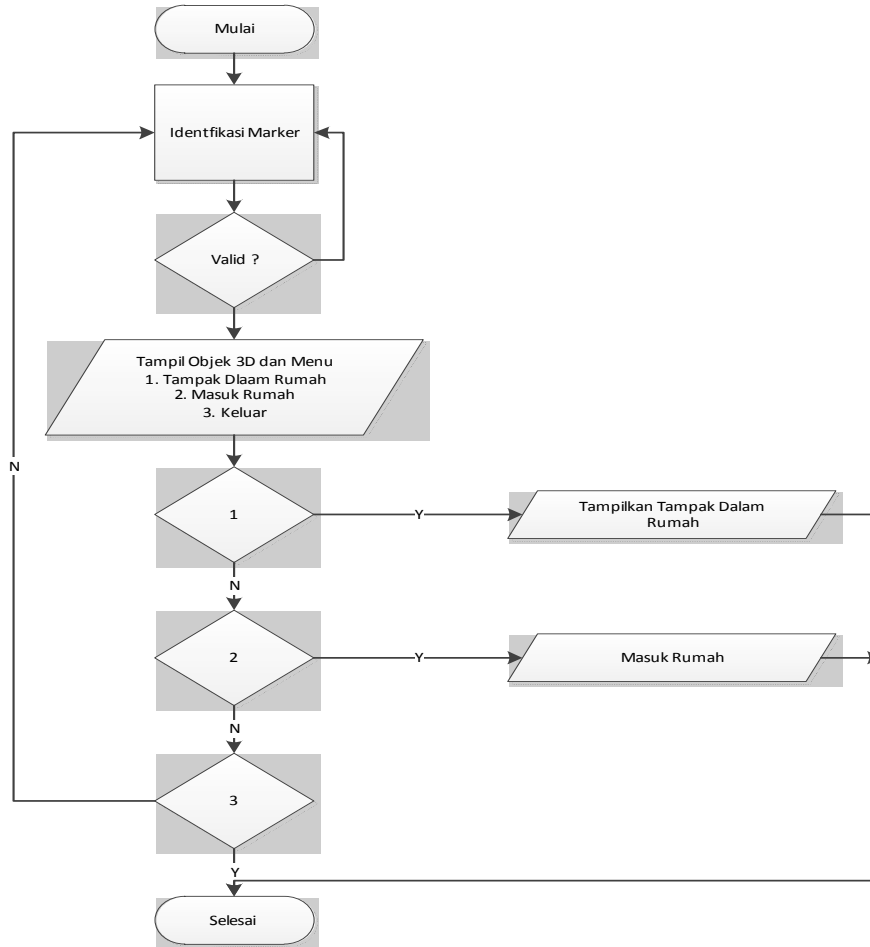 Mulai
Identfikasi Marker
Valid ?
Tampil Objek 3D dan Menu
1. Tampak Dlaam Rumah
2. Masuk Rumah
3. Keluar
N
1
Y
Tampilkan Tampak Dalam
Rumah
N
2
Y
Masuk Rumah
N
3
Y
Selesai